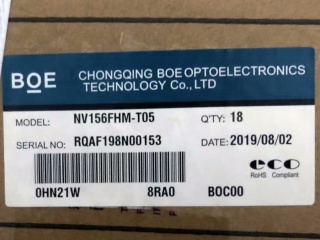 BOE CHONGQING BOE OPTOELECTRONICS
TECHNOLOGY Co., LTD
MODEL: NV156FHM-T05 Q'TY: 18
SERIAL NO: RQAF198N00153 DATE: 2019/08/02
eco
RoHS Compliant
0HN21W 8RA0 BOC00